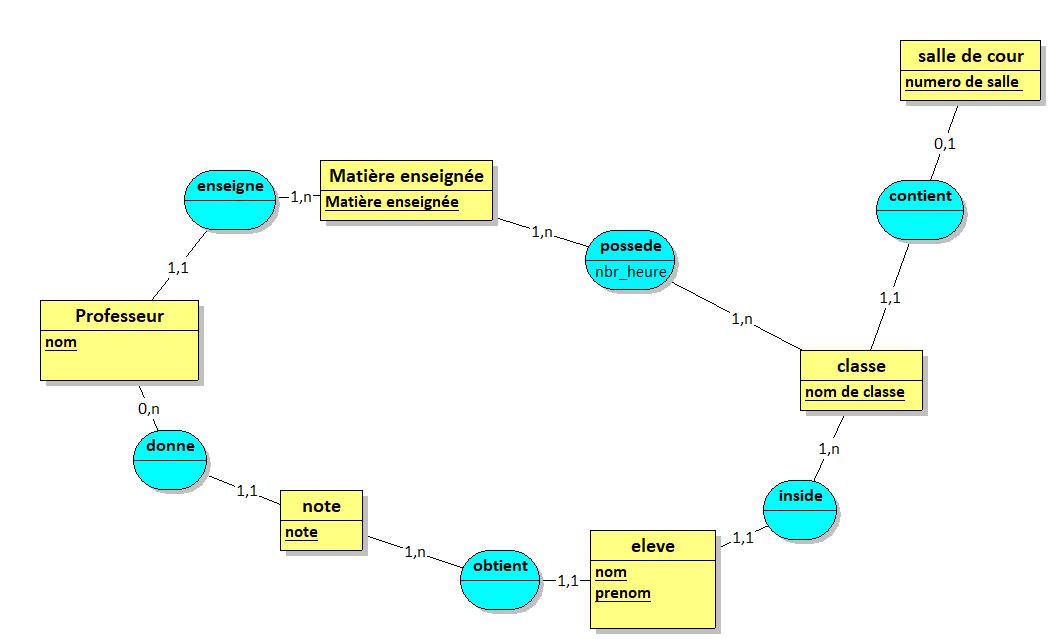 salle de cour
numero de salle
0,1
contient
1,1
enseigne
1,n
Matière enseignée
Matière enseignée
1,n
possede
nbr_heure
1,n
1,1
Professeur
nom
classe
nom de classe
0,n
donne
1,1
note
note
1,n
obtient
1,1
eleve
nom
prenom
1,1
inside
1,n